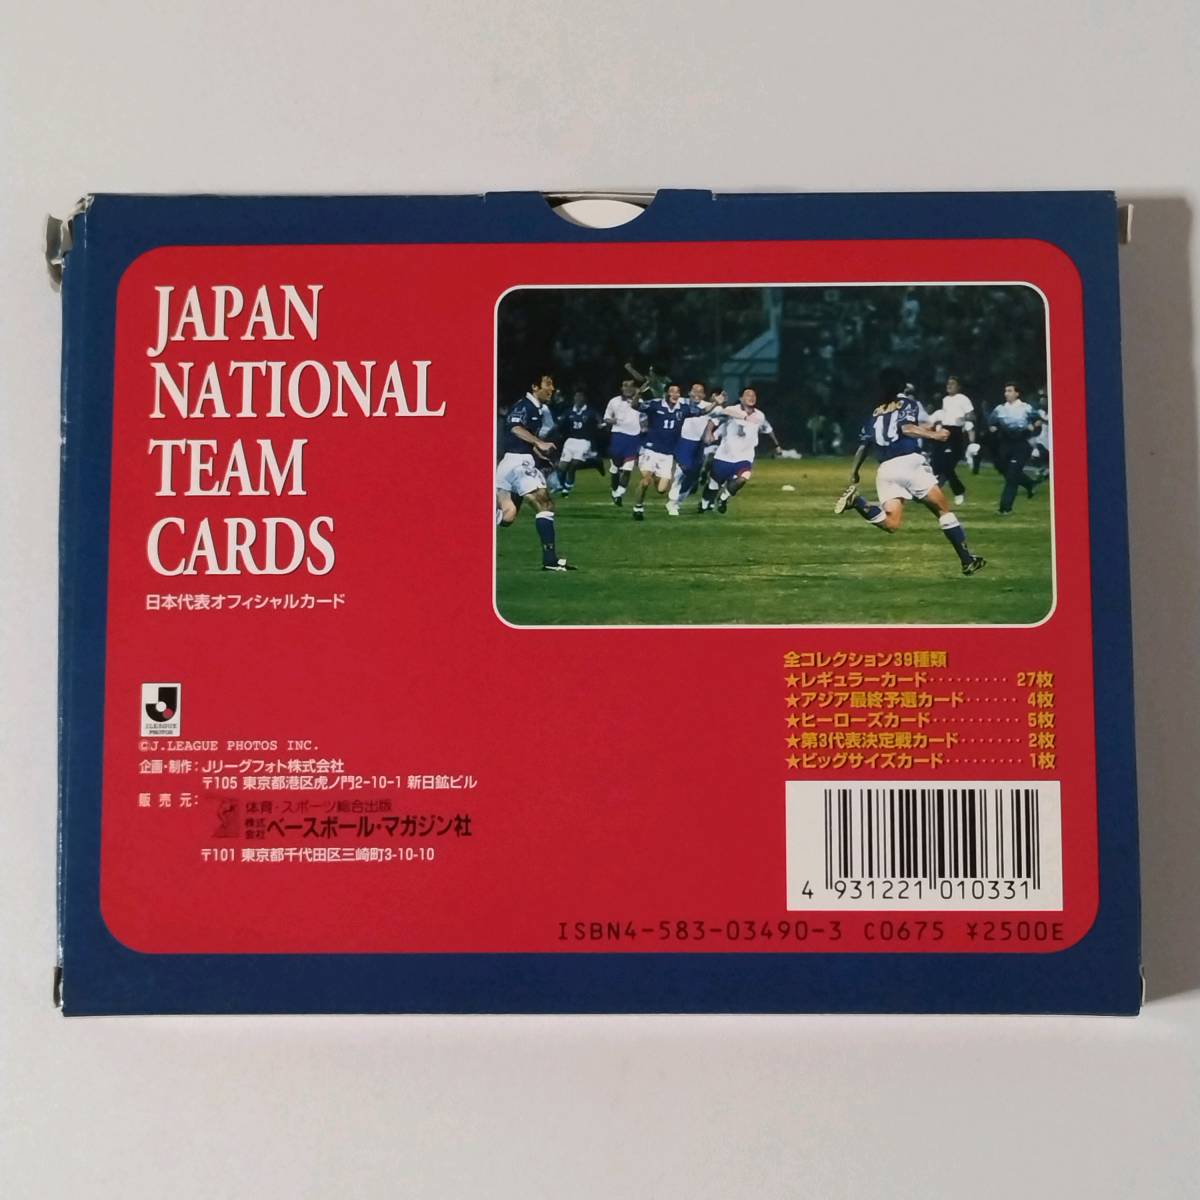 JAPAN
NATIONAL
TEAM
CARDS
日本代表オフィシャルカード
OKANO
14
11
20
全コレクション39種類
★レギュラーカード········· 27枚
★アジア最終予選カード······ 4枚
★ヒーローズカード·········· 5枚
★第3代表決定戦カード······· 2枚
★ビッグサイズカード········· 1枚
J.LEAGUE
PHOTOS
©J.LEAGUE PHOTOS INC.
企画・制作：Jリーグフォト株式会社
〒105 東京都港区虎ノ門2-10-1 新日鉱ビル
販売元：
体育・スポーツ総合出版
株式会社 ベースボール・マガジン社
〒101 東京都千代田区三崎町3-10-10
4 931221 010331
ISBN4-583-03490-3 C0675 ¥2500E